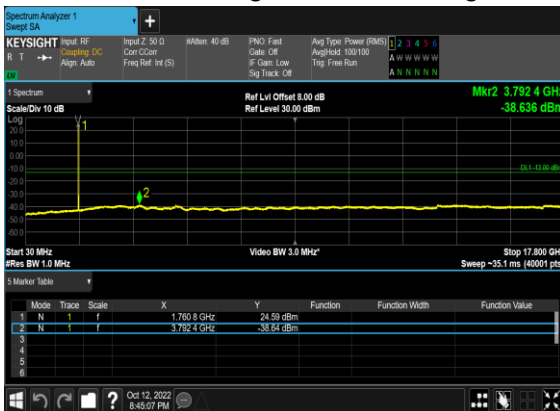 Spectrum Analyzer 1
Swept SA
KEYSIGHT Input: RF Input Z: 50 Ω #Atten: 40 dB PNO: Fast Avg Type: Power (RMS) 1 2 3 4 5 6
R T Coupling: DC Corr CCorr Gate: Off Avg|Hold: 100/100 A W W W W W
Align: Auto Freq Ref: Int (S) IF Gain: Low Trig: Free Run
Sig Track: Off A N N N N N
1 Spectrum Ref Lvl Offset 8.00 dB Mkr2 3.792 4 GHz
Scale/Div 10 dB Ref Level 30.00 dBm -38.636 dBm
Log
20.0
1
10.0
0.00
-10.0
DL1 -13.00 dBm
-20.0
-30.0
2
-40.0
-50.0
-60.0
Start 30 MHz Video BW 3.0 MHz* Stop 17.800 GHz
#Res BW 1.0 MHz Sweep ~35.1 ms (40001 pts)
5 Marker Table
Mode Trace Scale X Y Function Function Width Function Value
1 N 1 f 1.760 8 GHz 24.59 dBm
2 N 1 f 3.792 4 GHz -38.64 dBm
3
4
5
6
? Oct 12, 2022
8:45:07 PM